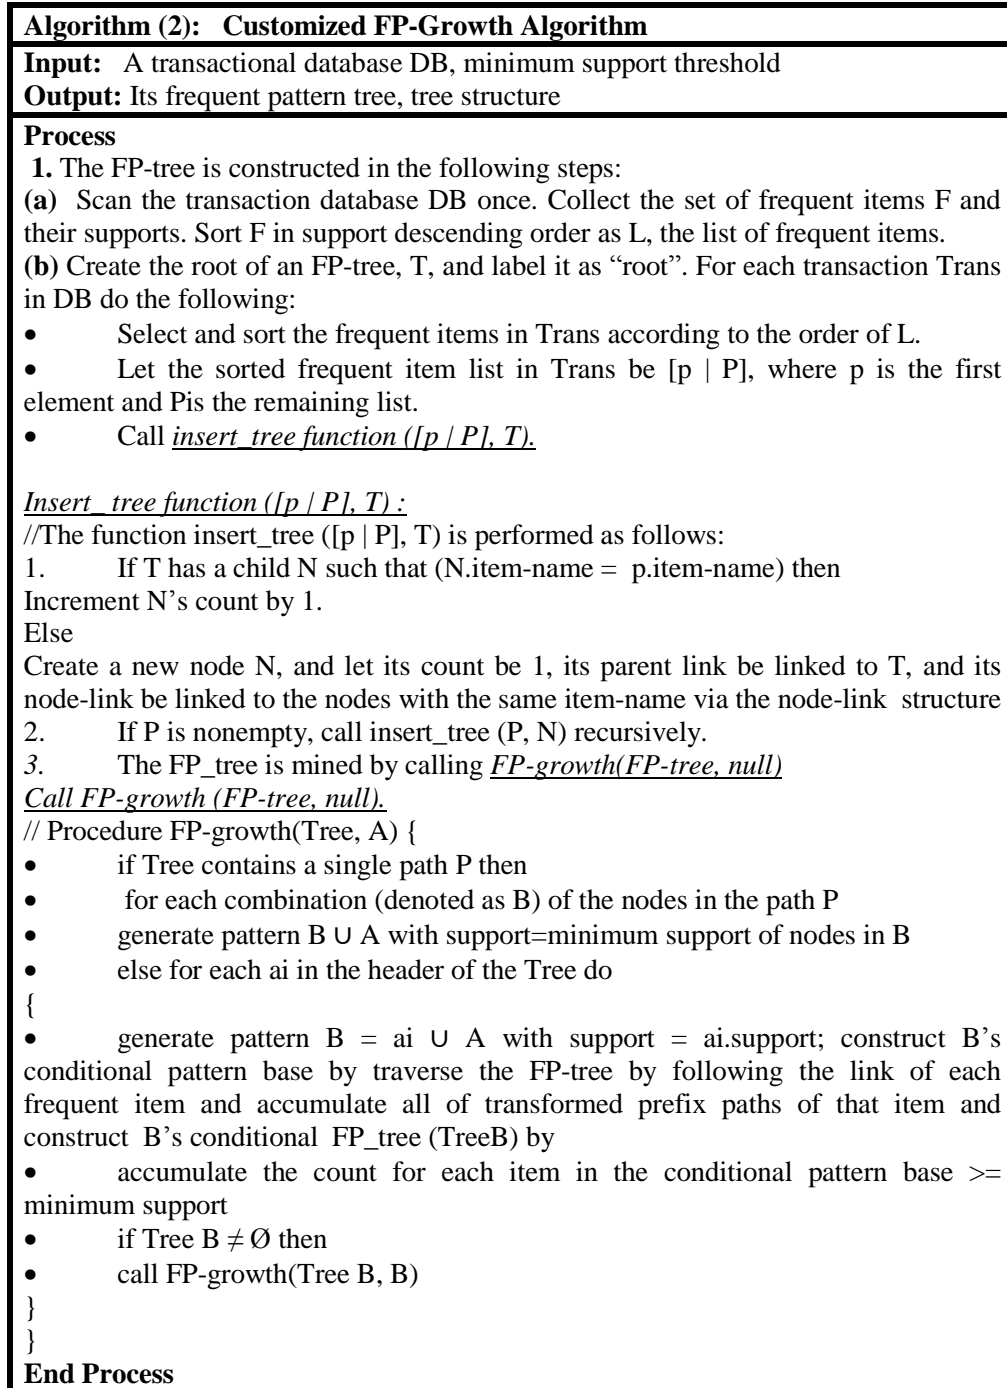 Algorithm (2): Customized FP-Growth Algorithm
Input: A transactional database DB, minimum support threshold
Output: Its frequent pattern tree, tree structure
Process
1. The FP-tree is constructed in the following steps:
(a) Scan the transaction database DB once. Collect the set of frequent items F and
their supports. Sort F in support descending order as L, the list of frequent items.
(b) Create the root of an FP-tree, T, and label it as “root”. For each transaction Trans
in DB do the following:
• Select and sort the frequent items in Trans according to the order of L.
• Let the sorted frequent item list in Trans be [p | P], where p is the first
element and Pis the remaining list.
• Call insert_tree function ([p | P], T).
Insert_ tree function ([p | P], T) :
//The function insert_tree ([p | P], T) is performed as follows:
1. If T has a child N such that (N.item-name = p.item-name) then
Increment N’s count by 1.
Else
Create a new node N, and let its count be 1, its parent link be linked to T, and its
node-link be linked to the nodes with the same item-name via the node-link structure
2. If P is nonempty, call insert_tree (P, N) recursively.
3. The FP_tree is mined by calling FP-growth(FP-tree, null)
Call FP-growth (FP-tree, null).
// Procedure FP-growth(Tree, A) {
• if Tree contains a single path P then
• for each combination (denoted as B) of the nodes in the path P
• generate pattern B ∪ A with support=minimum support of nodes in B
• else for each ai in the header of the Tree do
{
• generate pattern B = ai ∪ A with support = ai.support; construct B’s
conditional pattern base by traverse the FP-tree by following the link of each
frequent item and accumulate all of transformed prefix paths of that item and
construct B’s conditional FP_tree (TreeB) by
• accumulate the count for each item in the conditional pattern base >=
minimum support
• if Tree B ≠ Ø then
• call FP-growth(Tree B, B)
}
}
End Process